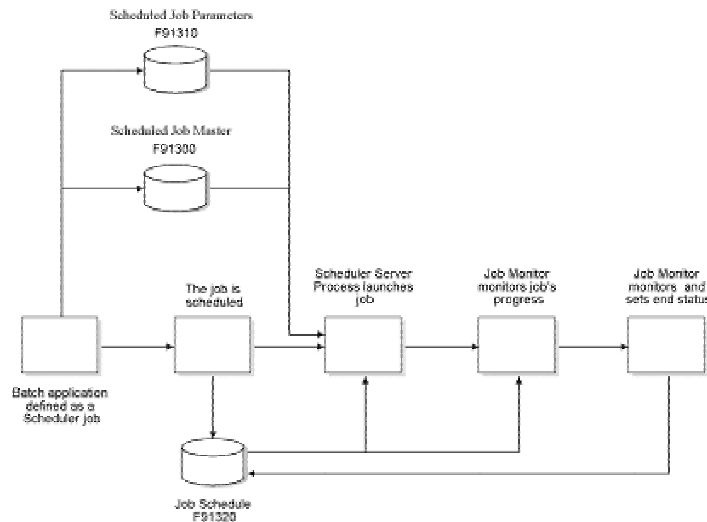 Scheduled Job Parameters
F91310
Scheduled Job Master
F91300
The job is
scheduled
Scheduler Server
Process launches
job
Job Monitor
monitors job's
progress
Job Monitor
monitors and
sets end status
Batch application
defined as a
Scheduler job
Job Schedule
F91320